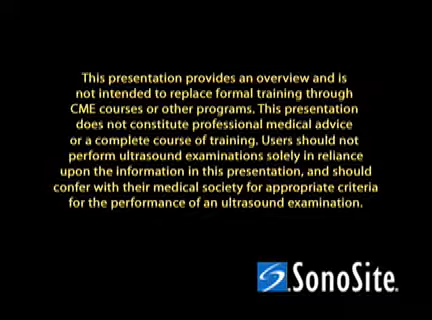 This presentation provides an overview and is
not intended to replace formal training through
CME courses or other programs. This presentation
does not constitute professional medical advice
or a complete course of training. Users should not
perform ultrasound examinations solely in reliance
upon the information in this presentation, and should
confer with their medical society for appropriate criteria
for the performance of an ultrasound examination.
SonoSite.